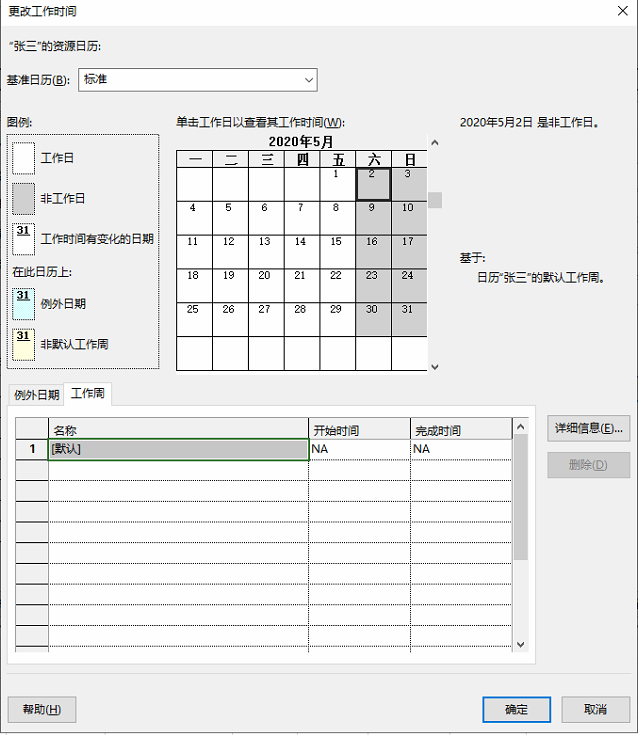 更改工作时间
“张三”的资源日历:
基准日历(B): 标准
图例:
工作日
非工作日
31 工作时间有变化的日期
在此日历上:
31 例外日期
31 非默认工作周
单击工作日以查看其工作时间(W):
2020年5月
一 二 三 四 五 六 日
1 2 3
4 5 6 7 8 9 10
11 12 13 14 15 16 17
18 19 20 21 22 23 24
25 26 27 28 29 30 31
2020年5月2日 是非工作日。
基于:
日历“张三”的默认工作周。
例外日期 工作周
名称 开始时间 完成时间
1 [默认] NA NA
详细信息(E)...
删除(D)
帮助(H) 确定 取消